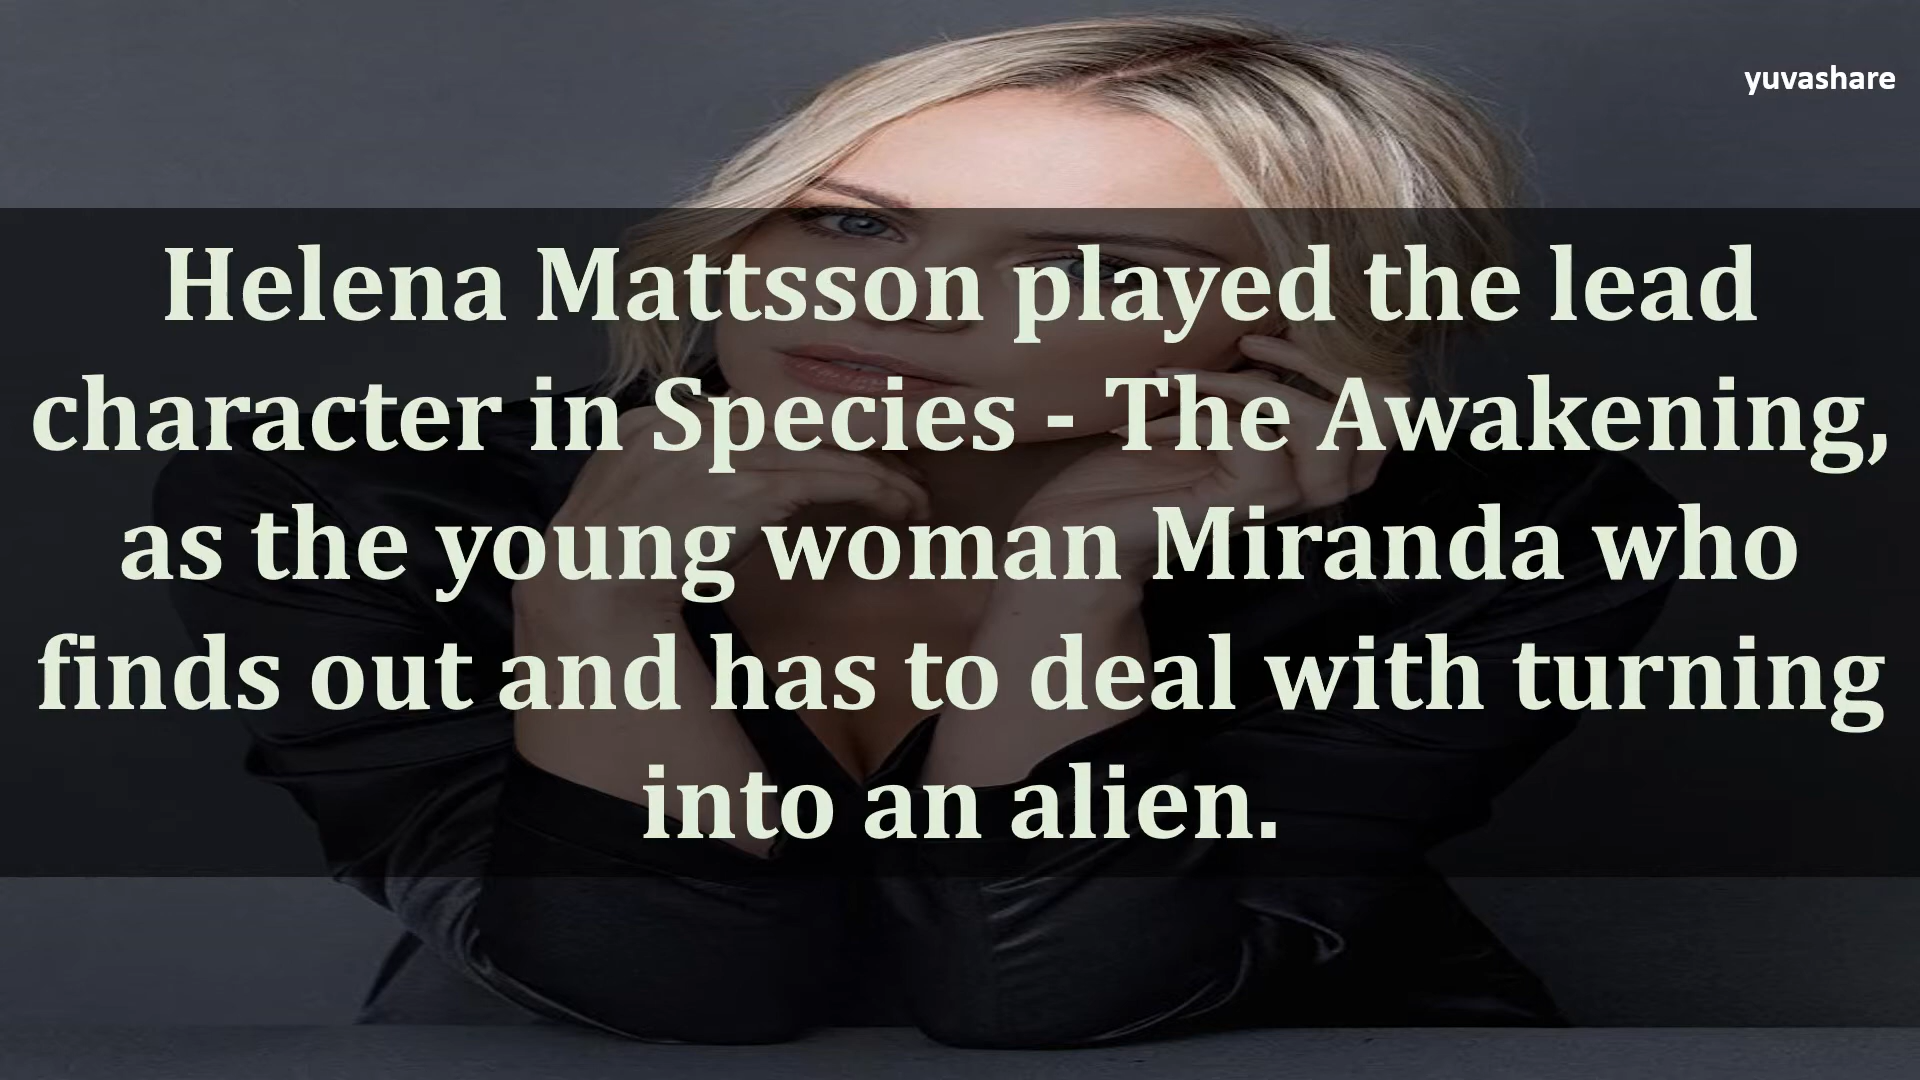 yuvashare
Helena Mattsson played the lead
character in Species - The Awakening,
as the young woman Miranda who
finds out and has to deal with turning
into an alien.